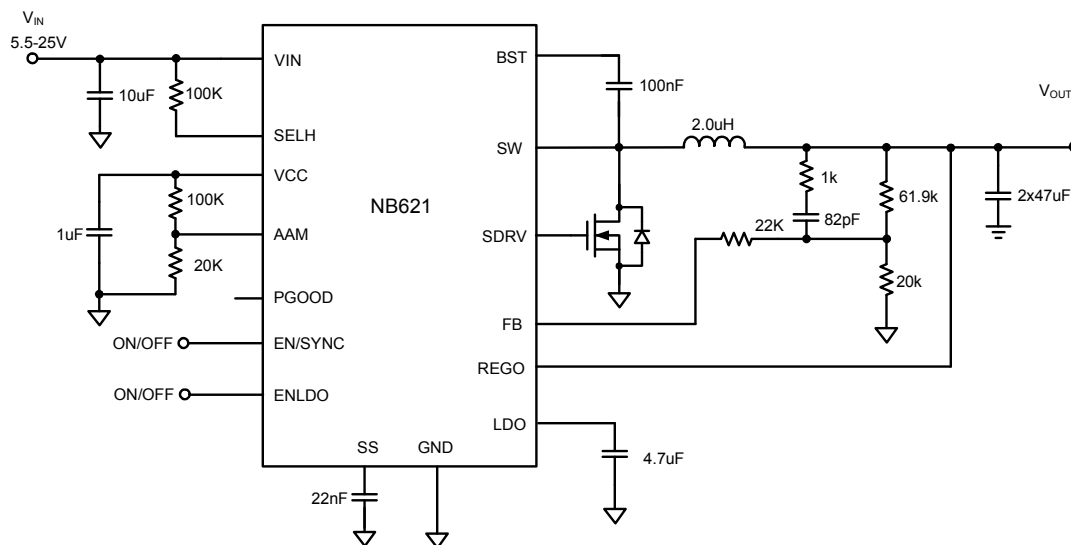 VIN
5.5-25V
10uF
100K
VIN
SELH
VCC
100K
1uF
AAM
20K
PGOOD
ON/OFF
EN/SYNC
ON/OFF
ENLDO
NB621
SS
GND
22nF
BST
100nF
SW
2.0uH
VOUT
1k
61.9k
82pF
2x47uF
SDRV
22K
20k
FB
REGO
LDO
4.7uF